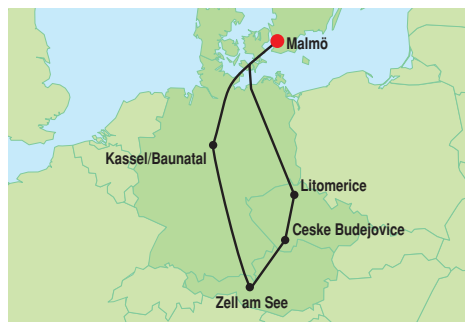 Malmö
Kassel/Baunatal
Litomerice
Ceske Budejovice
Zell am See